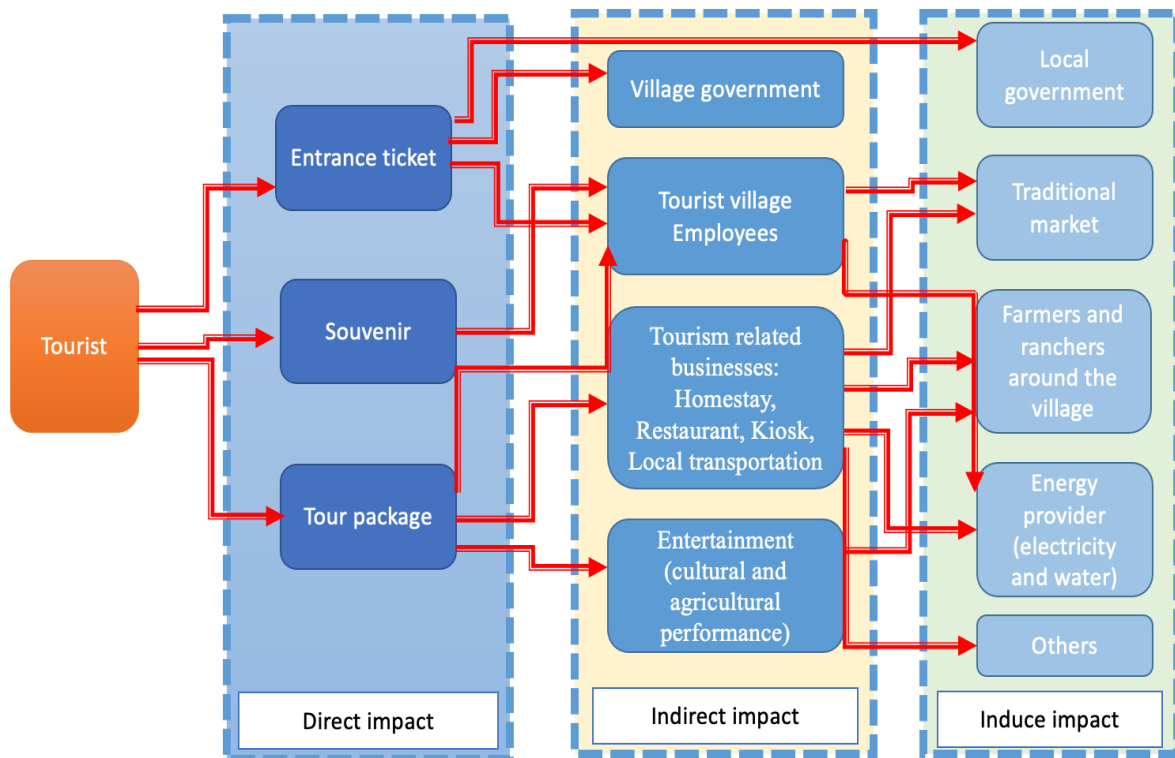 Tourist
Entrance ticket
Souvenir
Tour package
Direct impact
Village government
Tourist village
Employees
Tourism related
businesses:
Homestay,
Restaurant, Kiosk,
Local transportation
Entertainment
(cultural and
agricultural
performance)
Indirect impact
Local
government
Traditional
market
Farmers and
ranchers
around the
village
Energy
provider
(electricity
and water)
Others
Induce impact